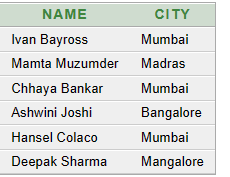 NAME CITY
Ivan Bayross Mumbai
Mamta Muzumder Madras
Chhaya Bankar Mumbai
Ashwini Joshi Bangalore
Hansel Colaco Mumbai
Deepak Sharma Mangalore